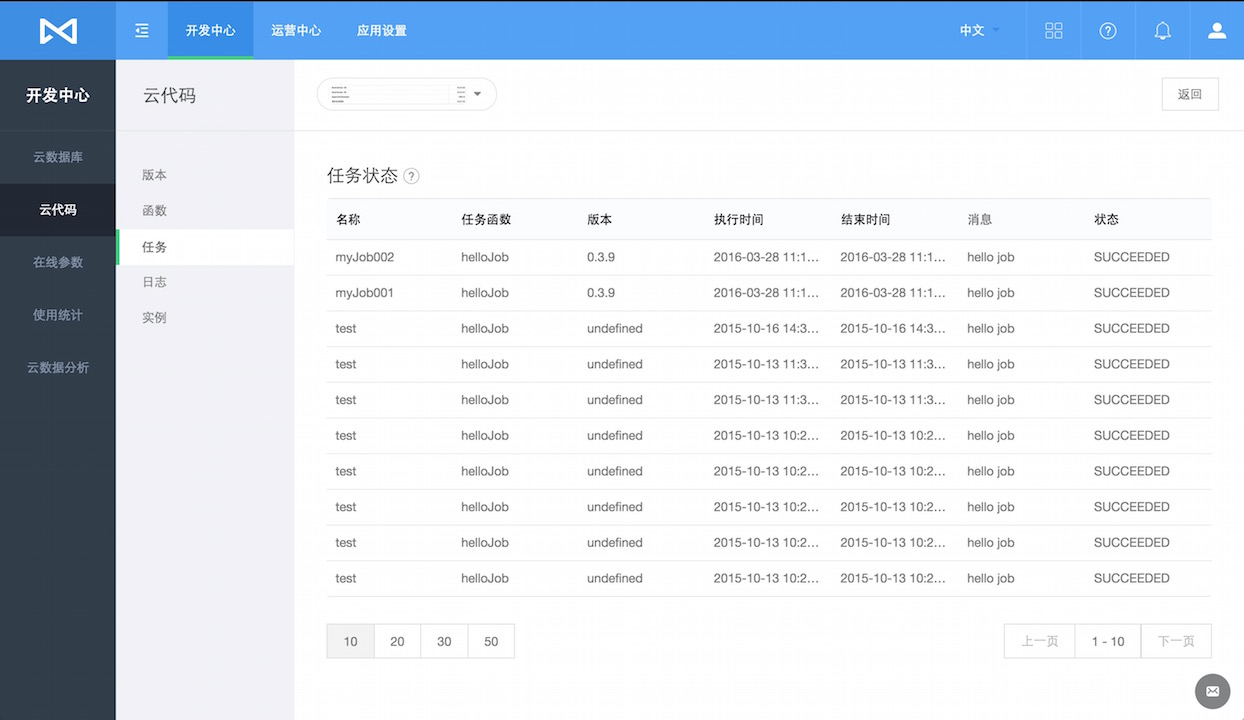 开发中心 运营中心 应用设置 中文
开发中心
云数据库
云代码
在线参数
使用统计
云数据分析
云代码
版本
函数
任务
日志
实例
返回
任务状态 ?
名称 任务函数 版本 执行时间 结束时间 消息 状态
myJob002 helloJob 0.3.9 2016-03-28 11:1... 2016-03-28 11:1... hello job SUCCEEDED
myJob001 helloJob 0.3.9 2016-03-28 11:1... 2016-03-28 11:1... hello job SUCCEEDED
test helloJob undefined 2015-10-16 14:3... 2015-10-16 14:3... hello job SUCCEEDED
test helloJob undefined 2015-10-13 11:3... 2015-10-13 11:3... hello job SUCCEEDED
test helloJob undefined 2015-10-13 11:3... 2015-10-13 11:3... hello job SUCCEEDED
test helloJob undefined 2015-10-13 10:2... 2015-10-13 10:2... hello job SUCCEEDED
test helloJob undefined 2015-10-13 10:2... 2015-10-13 10:2... hello job SUCCEEDED
test helloJob undefined 2015-10-13 10:2... 2015-10-13 10:2... hello job SUCCEEDED
test helloJob undefined 2015-10-13 10:2... 2015-10-13 10:2... hello job SUCCEEDED
test helloJob undefined 2015-10-13 10:2... 2015-10-13 10:2... hello job SUCCEEDED
10 20 30 50 上一页 1 - 10 下一页